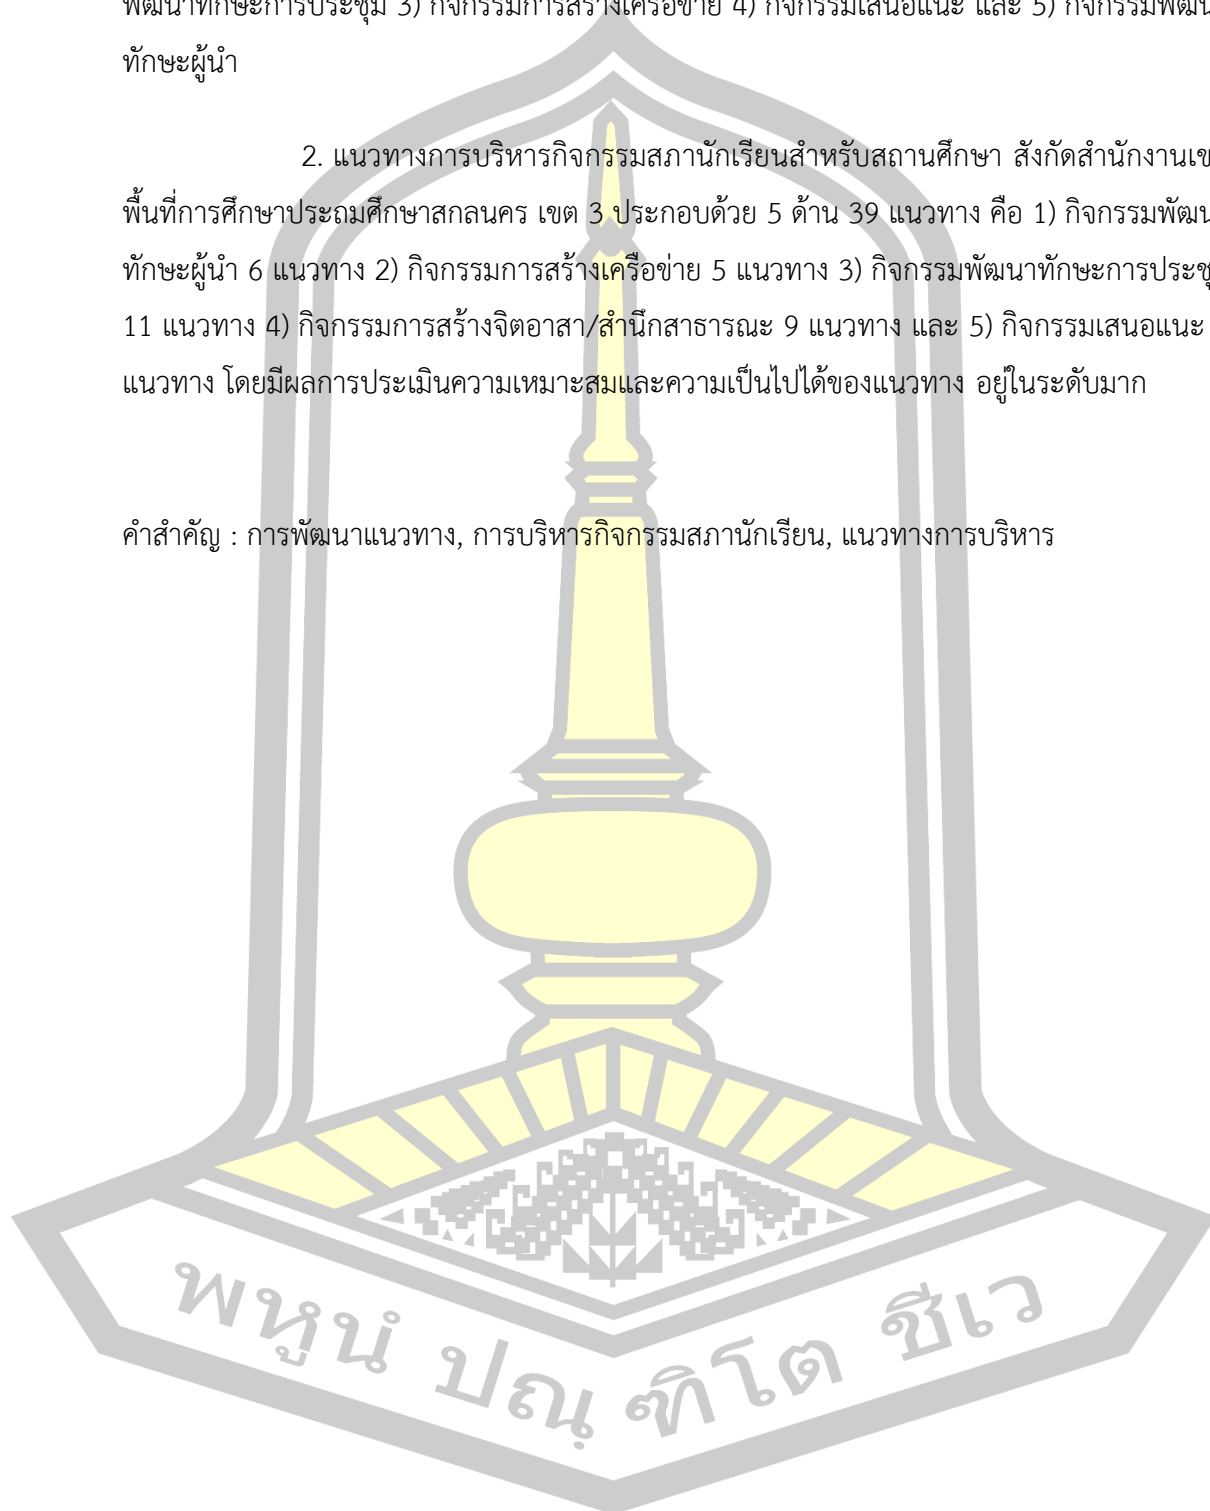 พัฒนาทักษะการประชุม 3) กิจกรรมการสร้างเครือข่าย 4) กิจกรรมเสนอแนะ และ 5) กิจกรรมพัฒน
ทักษะผู้นำ
2. แนวทางการบริหารกิจกรรมสภานักเรียนสำหรับสถานศึกษา สังกัดสำนักงานเข
พื้นที่การศึกษาประถมศึกษาสกลนคร เขต 3 ประกอบด้วย 5 ด้าน 39 แนวทาง คือ 1) กิจกรรมพัฒน
ทักษะผู้นำ 6 แนวทาง 2) กิจกรรมการสร้างเครือข่าย 5 แนวทาง 3) กิจกรรมพัฒนาทักษะการประชุ
11 แนวทาง 4) กิจกรรมการสร้างจิตอาสา/สำนึกสาธารณะ 9 แนวทาง และ 5) กิจกรรมเสนอแนะ
แนวทาง โดยมีผลการประเมินความเหมาะสมและความเป็นไปได้ของแนวทาง อยู่ในระดับมาก
คำสำคัญ : การพัฒนาแนวทาง, การบริหารกิจกรรมสภานักเรียน, แนวทางการบริหาร
พหูนํ ปณฺฑิโต ชีเว